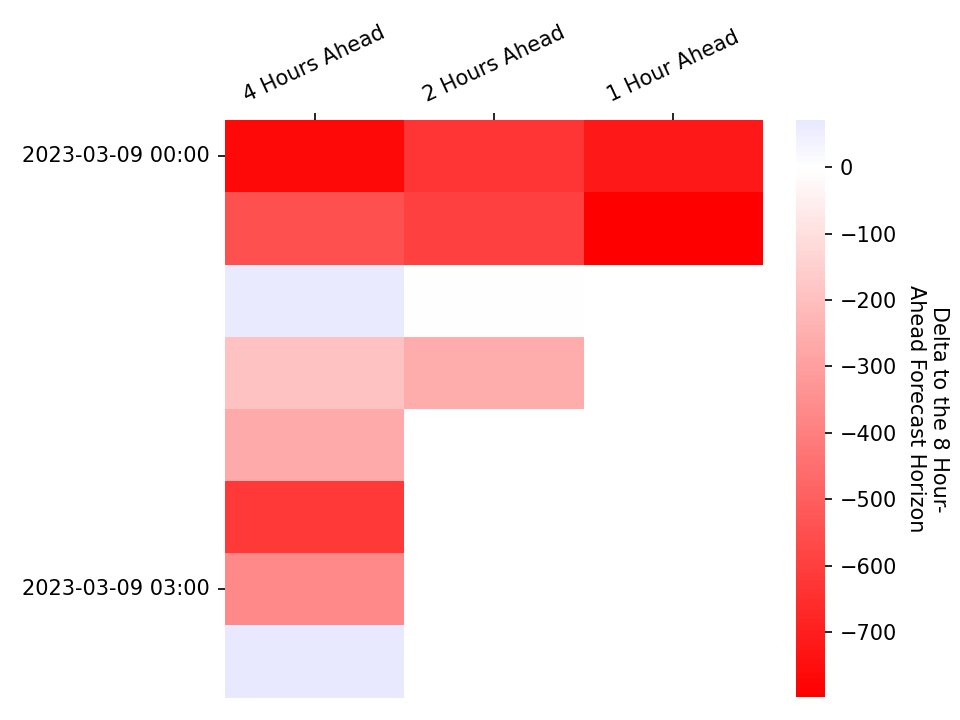 4 Hours Ahead
2 Hours Ahead
1 Hour Ahead
2023-03-09 00:00
2023-03-09 03:00
0
−100
−200
−300
−400
−500
−600
−700
Delta to the 8 Hour-
Ahead Forecast Horizon